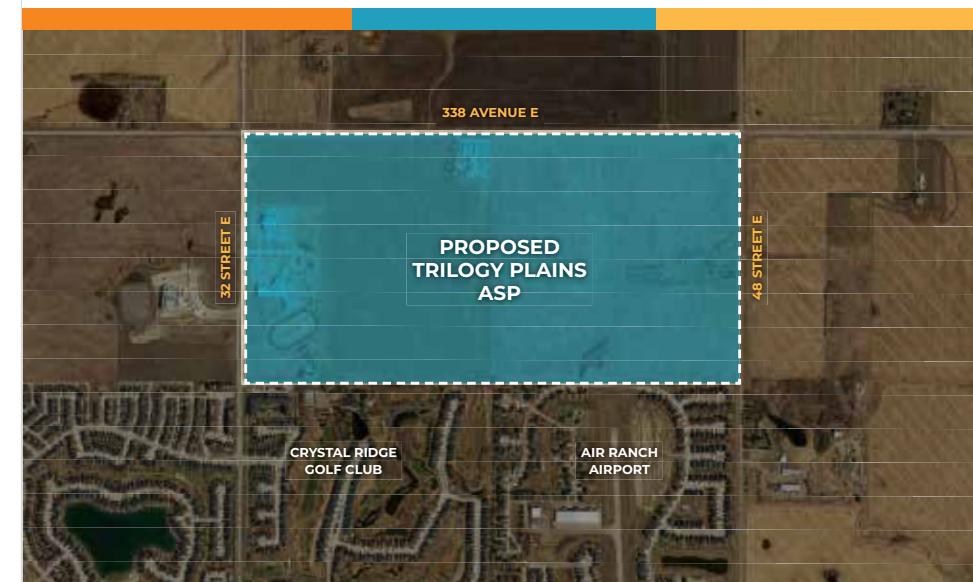 338 AVENUE E
32 STREET E
PROPOSED
TRILOGY PLAINS
ASP
48 STREET E
CRYSTAL RIDGE
GOLF CLUB
AIR RANCH
AIRPORT